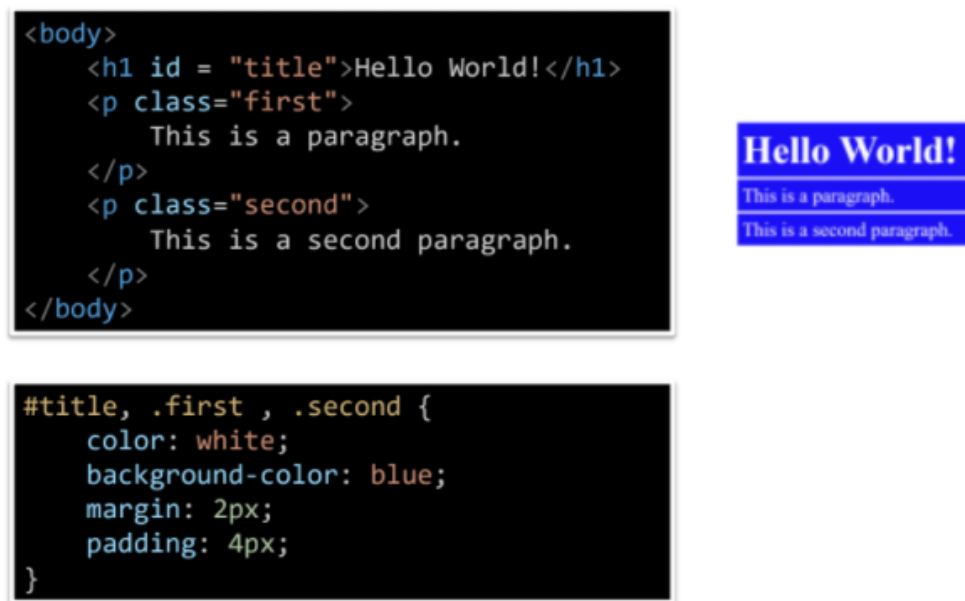 <body>
<h1 id = "title">Hello World!</h1>
<p class="first">
This is a paragraph.
</p>
<p class="second">
This is a second paragraph.
</p>
</body>
Hello World!
This is a paragraph.
This is a second paragraph.
#title, .first , .second {
color: white;
background-color: blue;
margin: 2px;
padding: 4px;
}